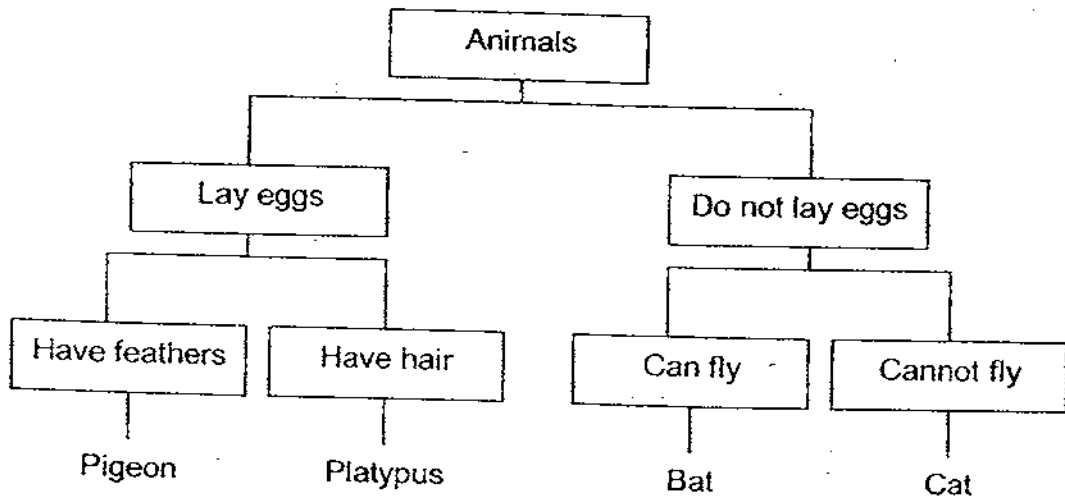 Animals
Lay eggs
Do not lay eggs
Have feathers
Have hair
Can fly
Cannot fly
Pigeon
Platypus
Bat
Cat